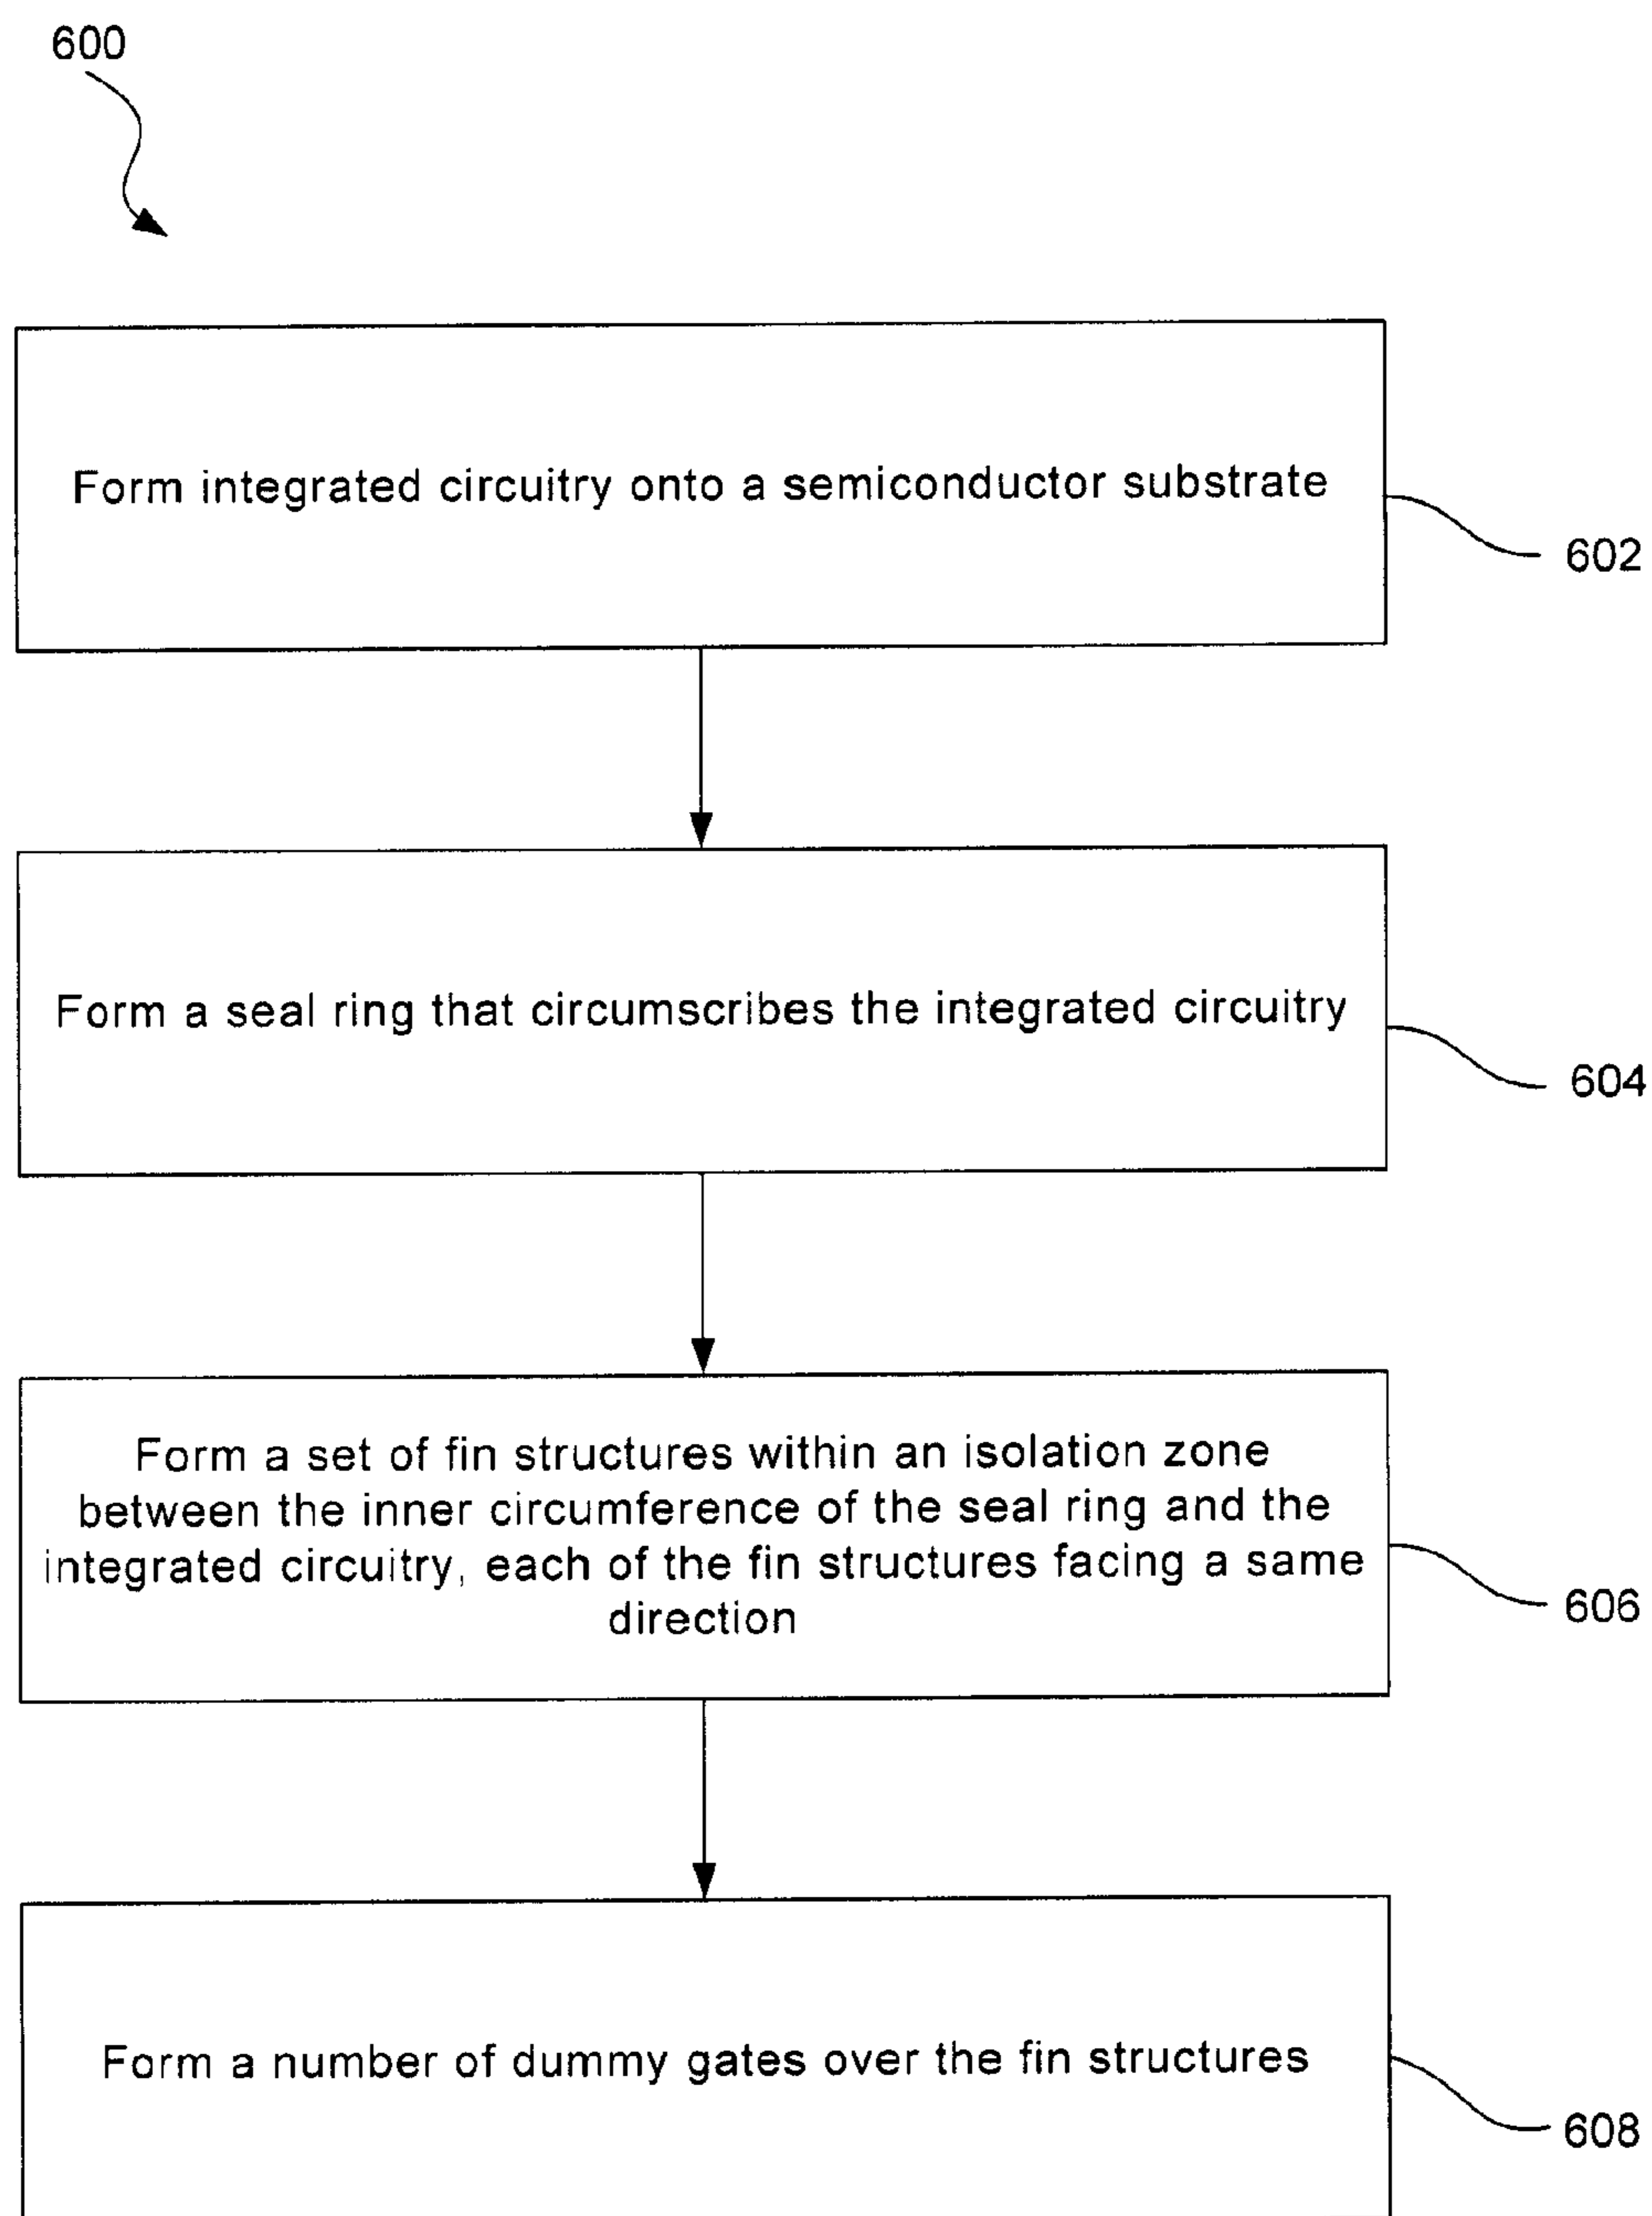 600
Form integrated circuitry onto a semiconductor substrate
602
Form a seal ring that circumscribes the integrated circuitry
604
Form a set of fin structures within an isolation zone
between the inner circumference of the seal ring and the
integrated circuitry, each of the fin structures facing a same
direction
606
Form a number of dummy gates over the fin structures
608